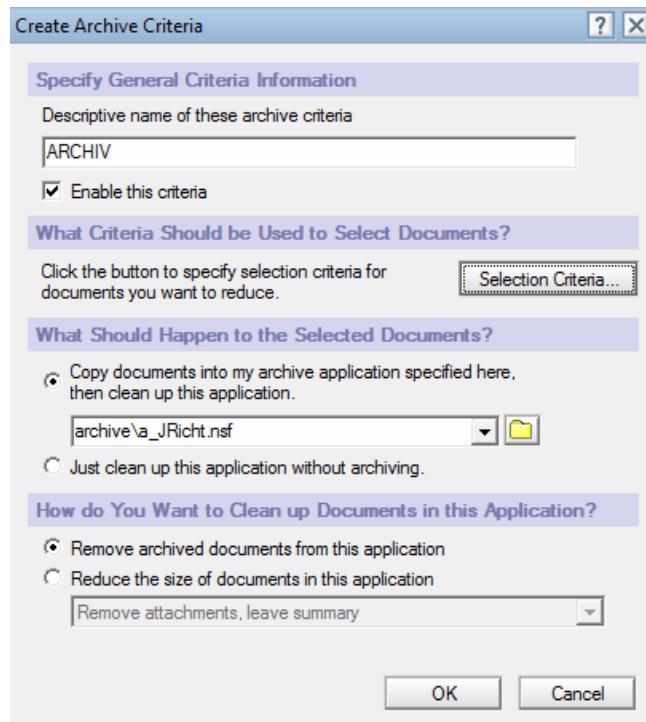 Create Archive Criteria
Specify General Criteria Information
Descriptive name of these archive criteria
ARCHIV
Enable this criteria
What Criteria Should be Used to Select Documents?
Click the button to specify selection criteria for
documents you want to reduce.
Selection Criteria...
What Should Happen to the Selected Documents?
Copy documents into my archive application specified here,
then clean up this application.
archive\a_JRicht.nsf
Just clean up this application without archiving.
How do You Want to Clean up Documents in this Application?
Remove archived documents from this application
Reduce the size of documents in this application
Remove attachments, leave summary
OK
Cancel